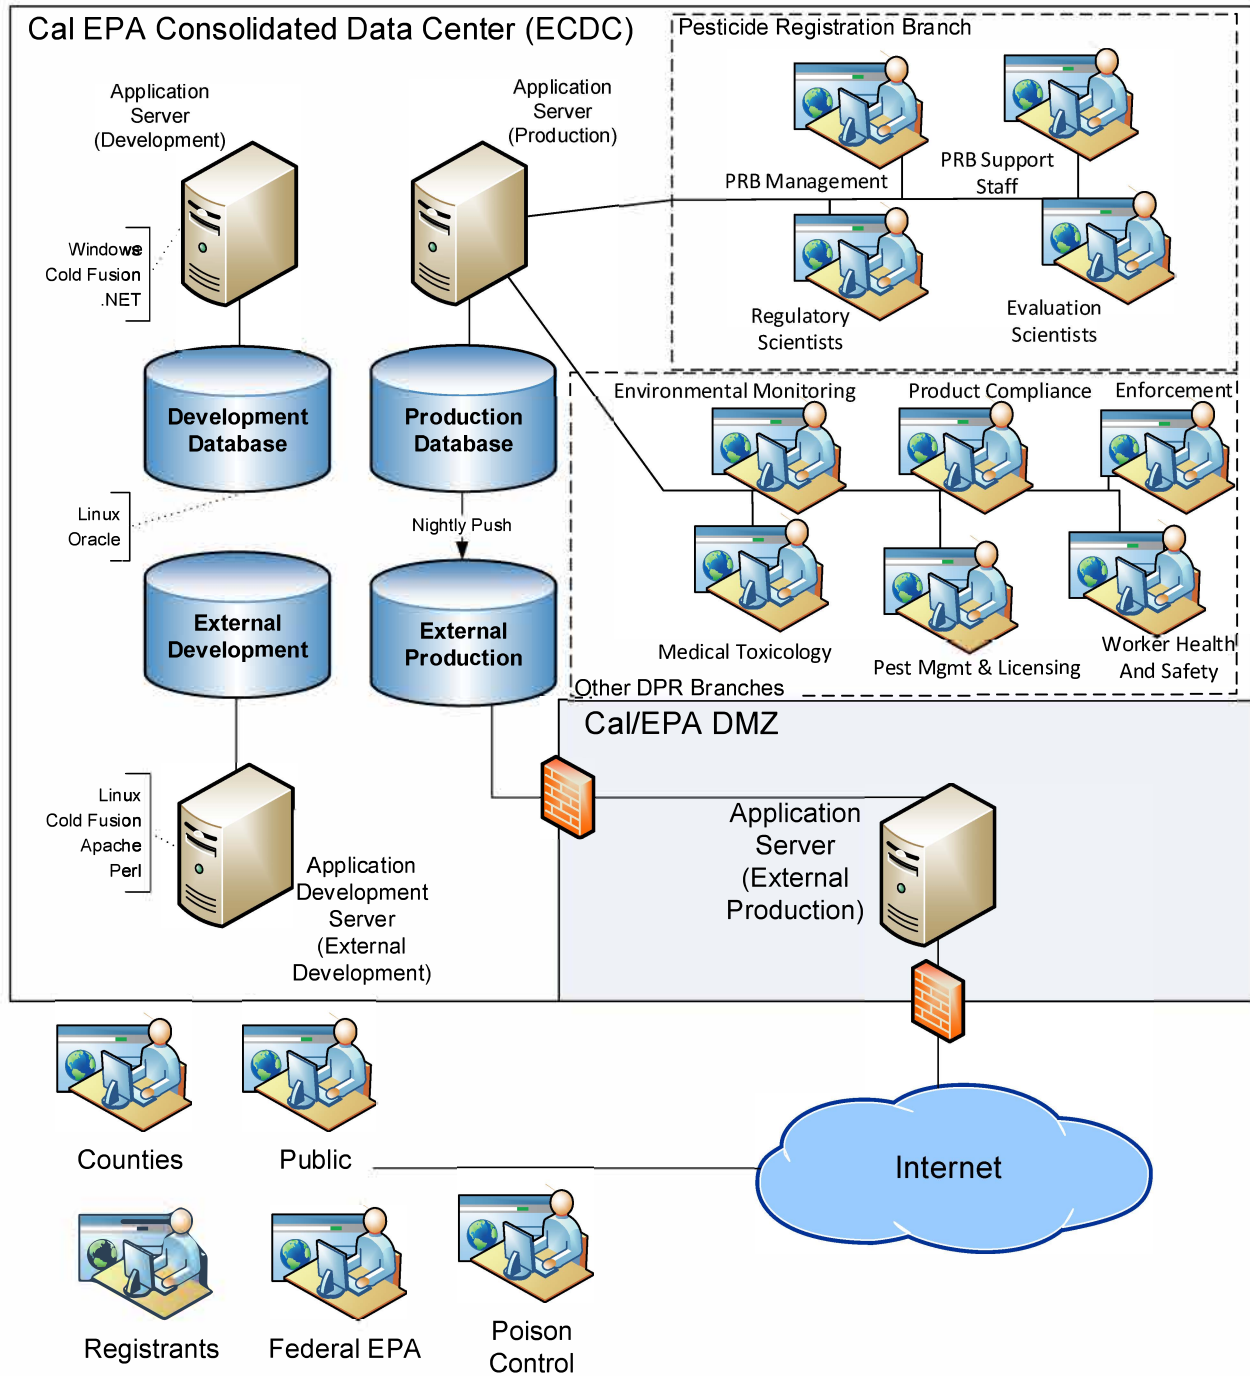 Cal EPA Consolidated Data Center (ECDC)
Pesticide Registration Branch
Application
Server
(Development)
Application
Server
(Production)
PRB Management
PRB Support
Staff
Windows
Cold Fusion
.NET
Regulatory
Scientists
Evaluation
Scientists
Environmental Monitoring
Product Compliance
Enforcement
Development
Database
Production
Database
Linux
Oracle
Nightly Push
External
Development
External
Production
Medical Toxicology
Pest Mgmt & Licensing
Worker Health
And Safety
Other DPR Branches
Cal/EPA DMZ
Linux
Cold Fusion
Apache
Perl
Application
Development
Server
(External
Development)
Application
Server
(External
Production)
Counties
Public
Internet
Registrants
Federal EPA
Poison
Control